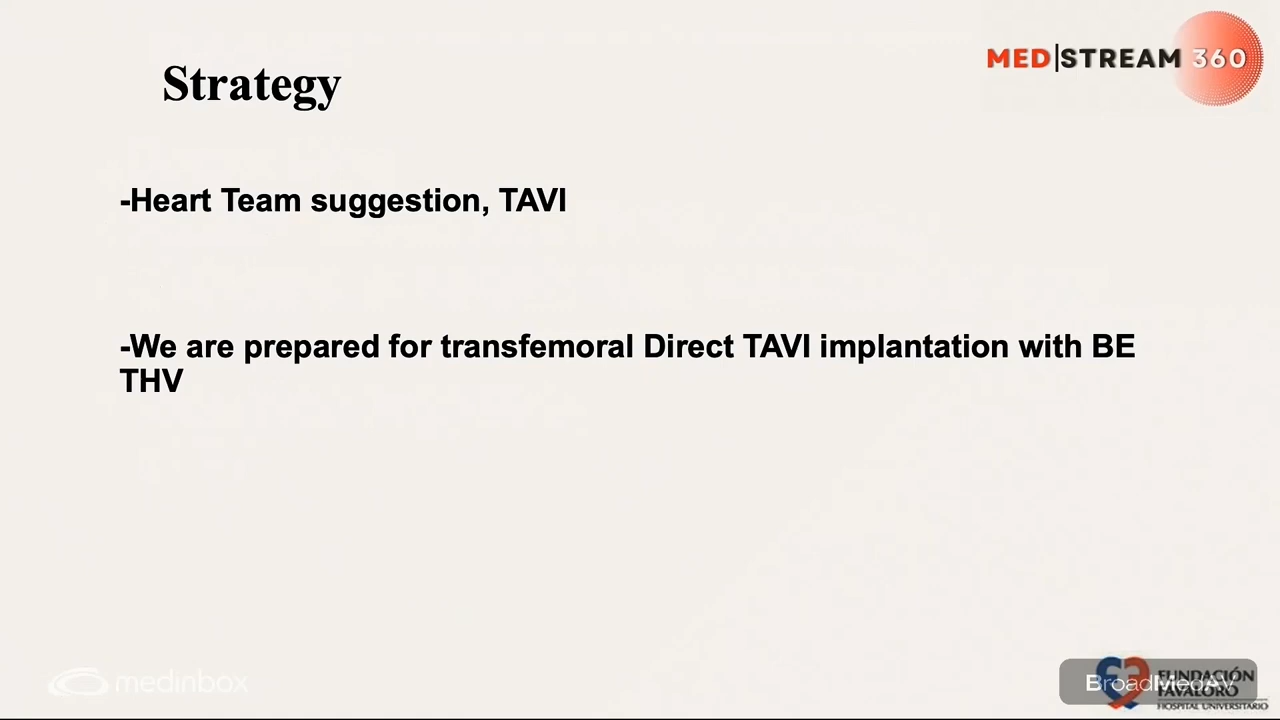 MED|STREAM 360
Strategy
-Heart Team suggestion, TAVI
-We are prepared for transfemoral Direct TAVI implantation with BE
THV
medinbox
BroadMedAV
FUNDACIÓN
FAVALORO
HOSPITAL UNIVERSITARIO